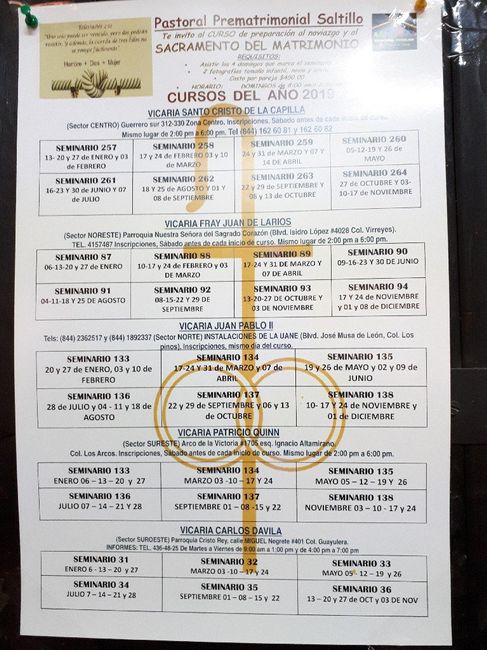 Pastoral Prematrimonial Saltillo
Te invito al CURSO de preparación al noviazgo y al
SACRAMENTO DEL MATRIMONIO
Hombre + Dios = Mujer
REQUISITOS:
Asistir los 4 domingos que marca el seminario
2 fotografías tamaño infantil,
Costo por pareja
HORARIO: DOMINGOS de
CURSOS DEL AÑO 2019
VICARIA SANTO CRISTO DE LA CAPILLA
(Sector CENTRO) Guerrero sur 312-330 Zona Centro. Inscripciones, Sábado antes de cada inicio de curso.
Mismo lugar de 2:00 pm a 6:00 pm. Tel (844) 162 60 81 y 162 60 82
SEMINARIO 257
13- 20 y 27 de ENERO y 03 de FEBRERO
SEMINARIO 258
17 y 24 de FEBRERO 03 y 10 de MARZO
SEMINARIO 259
24 y 31 de MARZO y 07 y 14 DE ABRIL
SEMINARIO 260
05-12-19 Y 26 de MAYO
SEMINARIO 261
16-23 Y 30 de JUNIO y 07 de JULIO
SEMINARIO 262
18 Y 25 de AGOSTO y 01 Y 08 de SEPTIEMBRE
SEMINARIO 263
22 y 29 de SEPTIEMBRE y 06 y 13 de OCTUBRE
SEMINARIO 264
27 de OCTUBRE Y 03-10-17 de NOVIEMBRE
VICARIA FRAY JUAN DE LARIOS
(Sector NORESTE) Parroquia Nuestra Señora del Sagrado Corazón (Blvd. Isidro López #4028 Col. Virreyes).
TEL. 4157487 Inscripciones, Sábado antes de cada inicio de curso. Mismo lugar de 2:00 pm a 6:00 pm.
SEMINARIO 87
06-13-20 y 27 de ENERO
SEMINARIO 88
10-17 y 24 de FEBRERO y 03 de MARZO
SEMINARIO 89
17-24 Y 31 de MARZO Y 07 de ABRIL
SEMINARIO 90
09-16-23 Y 30 de JUNIO
SEMINARIO 91
04-11-18 Y 25 de AGOSTO
SEMINARIO 92
08-15-22 Y 29 DE SEPTIEMBRE
SEMINARIO 93
13-20-27 de OCTUBRE Y 03 de NOVIEMBRE
SEMINARIO 94
17 Y 24 de NOVIEMBRE y 01 y 08 de DICIEMBRE
VICARIA JUAN PABLO II
Tels: (844) 2362517 y (844) 1892337 (Sector NORTE) INSTALACIONES DE LA UANE (Blvd. José Musa de León, Col. Los
pinos), Inscripciones, mismo día del curso.
SEMINARIO 133
20 y 27 de ENERO, 03 y 10 de FEBRERO
SEMINARIO 134
17-24 Y 31 de MARZO y 07 de ABRIL
SEMINARIO 135
19 y 26 de MAYO y 02 y 09 de JUNIO
SEMINARIO 136
28 de JULIO y 04 - 11 y 18 de AGOSTO
SEMINARIO 137
22 y 29 de SEPTIEMBRE y 06 y 13 de OCTUBRE
SEMINARIO 138
10- 17 Y 24 de NOVIEMBRE y 01 de DICIEMBRE
VICARIA PATRICIO QUINN
(Sector SURESTE) Arco de la Victoria #1705 esq. Ignacio Altamirano.
Col. Los Arcos. Inscripciones, Sábado antes de cada inicio de curso. Mismo lugar de 2:00 pm a 6:00 pm.
SEMINARIO 133
ENERO 06 – 13 – 20 y 27
SEMINARIO 134
MARZO 03 -10 – 17 y 24
SEMINARIO 135
MAYO 05 – 12 – 19 Y 26
SEMINARIO 136
JULIO 07 – 14 – 21 y 28
SEMINARIO 137
SEPTIEMBRE 01 – 08 – 15 y 22
SEMINARIO 138
NOVIEMBRE 03 – 10 - 17 y 24
VICARIA CARLOS DAVILA
(Sector SUROESTE) Parroquia Cristo Rey, calle MIGUEL Negrete #401 Col. Guayulera.
INFORMES: TEL, 436-48-25 De Martes a Viernes de 9:00 am a 1:00 pm y de 4:00 pm a 7:00 pm
SEMINARIO 31
ENERO 6 - 13 – 20 - y 27
SEMINARIO 32
MARZO 03 -10 – 17 y 24
SEMINARIO 33
MAYO 05 – 12 – 19 y 26
SEMINARIO 34
JULIO 7 – 14 – 21 y 28
SEMINARIO 35
SEPTIEMBRE 01 – 08 – 15 y 22
SEMINARIO 36
13 – 20 y 27 de OCT y 03 DE NOV